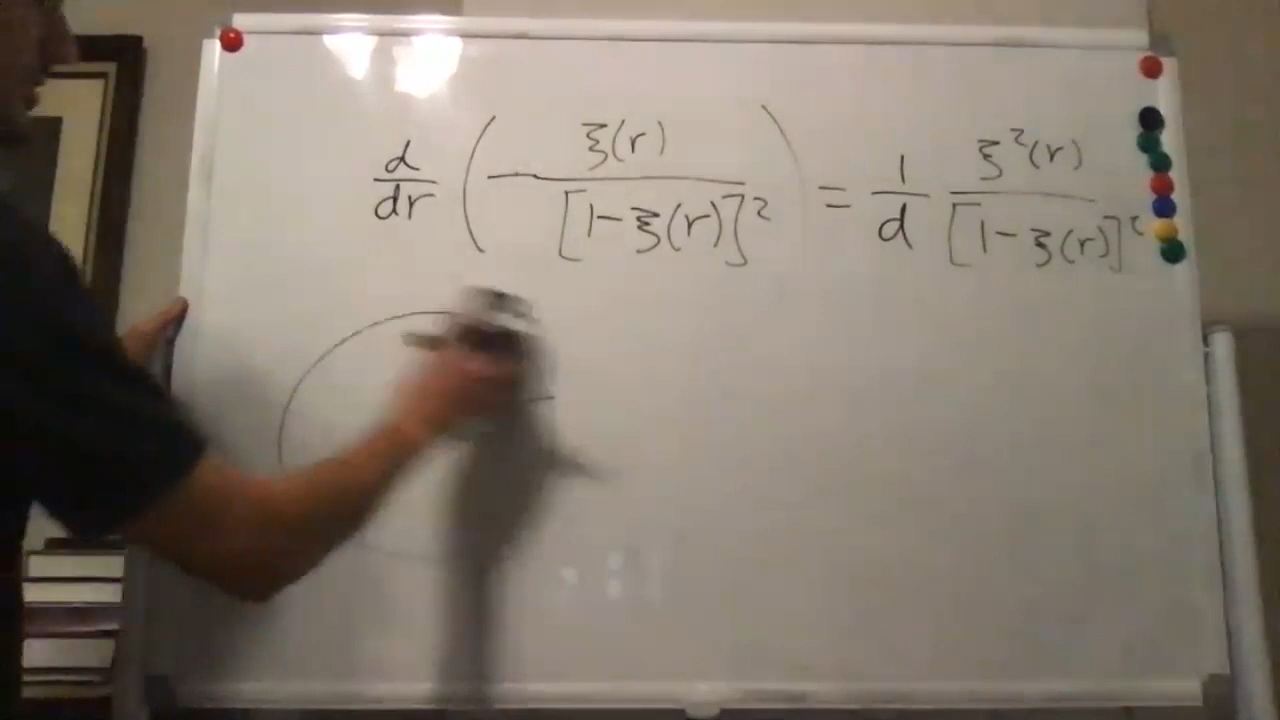 d/dr ( ξ(r) / [1-ξ(r)]² ) = 1/d ξ²(r) / [1-ξ(r)]²